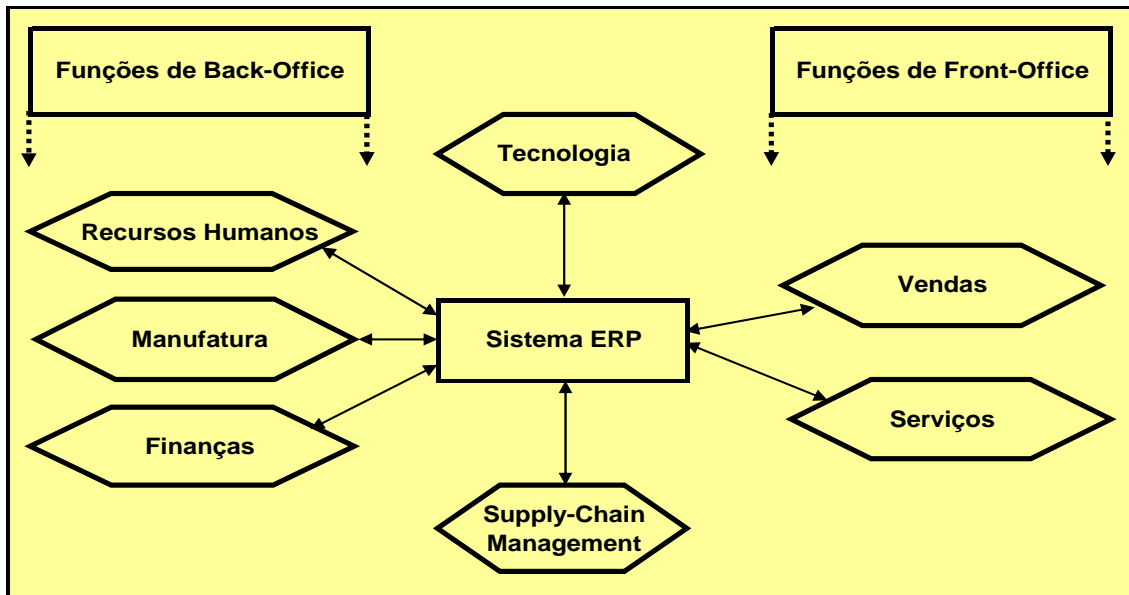 Funções de Back-Office
Funções de Front-Office
Tecnologia
Recursos Humanos
Vendas
Manufatura
Sistema ERP
Serviços
Finanças
Supply-Chain
Management